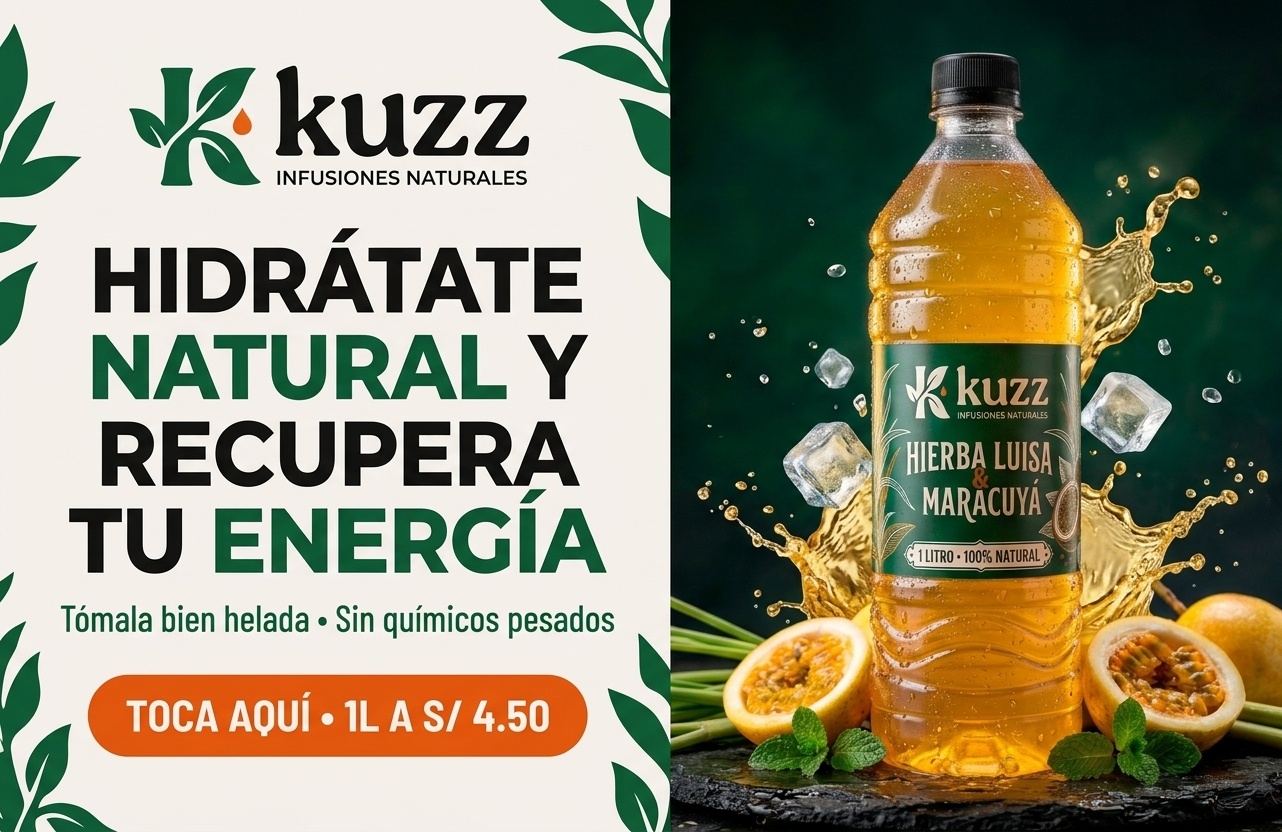 kuzz
INFUSIONES NATURALES
HIDRÁTATE
NATURAL Y
RECUPERA
TU ENERGÍA
Tómala bien helada • Sin químicos pesados
TOCA AQUÍ • 1L A S/ 4.50
kuzz
INFUSIONES NATURALES
HIERBA LUISA
&
MARACUYÁ
1 LITRO • 100% NATURAL